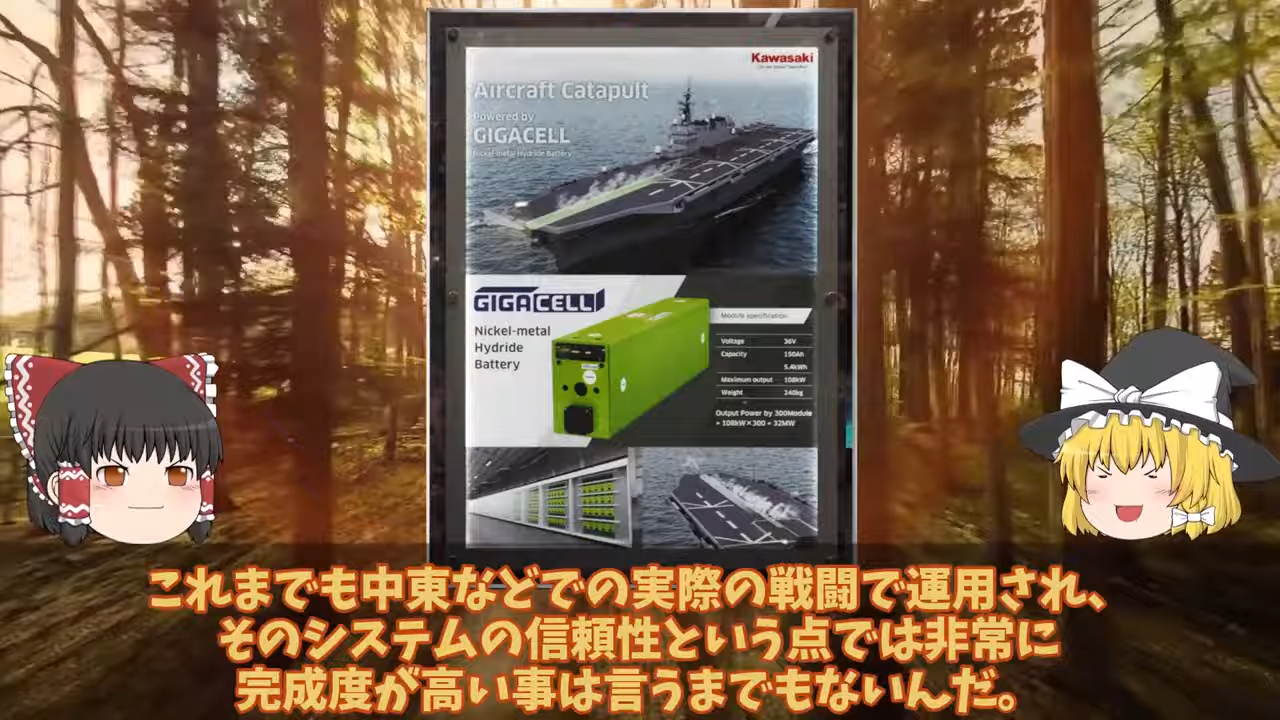 Kawasaki
Aircraft Catapult
Powered by
GIGACELL
Nickel-metal Hydride Battery
GIGACELL
Nickel-metal
Hydride
Battery
Module specification
Voltage 36V
Capacity 150Ah
5.4kWh
Maximum output 108kW
Weight 240kg
Output Power by 300Module
= 108kW×300 = 32MW
これまでも中東などでの実際の戦闘で運用され、
そのシステムの信頼性という点では非常に
完成度が高い事は言うまでもないんだ。